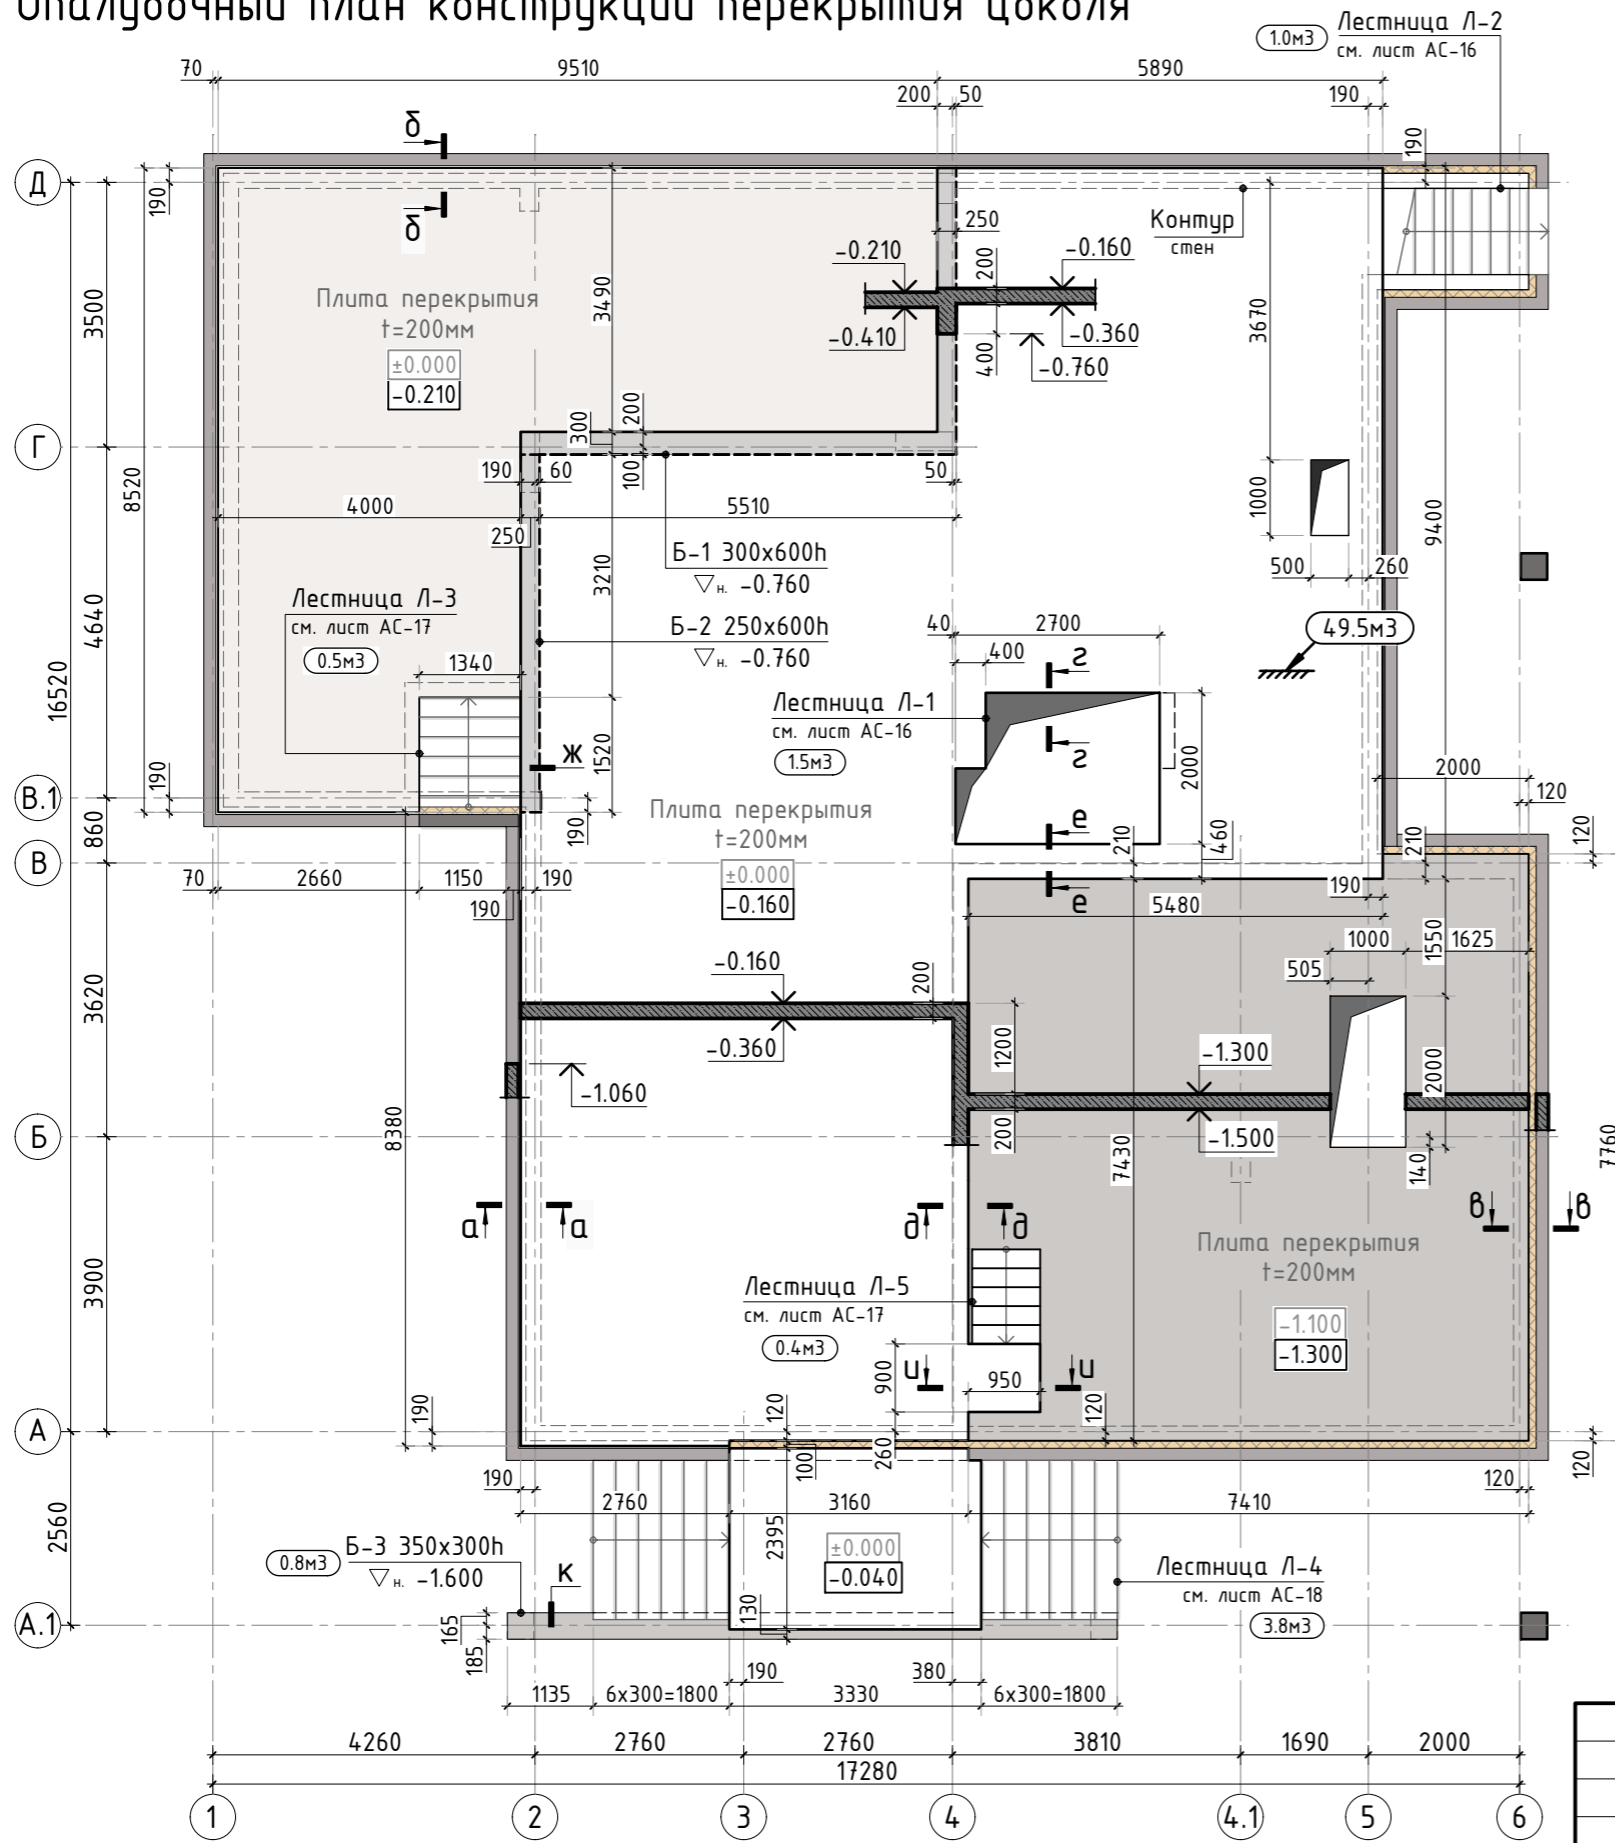 Опалубочный план конструкций перекрытия цоколя
Лестница Л-2
1.0м3
см. лист АС-16
70
9510
5890
200
50
190
б
190
Д
190
б
Контур
стен
250
-0.210
200
-0.160
Плита перекрытия
t=200мм
±0.000
-0.210
3490
3500
3670
-0.410
-0.360
400
-0.760
300
200
Г
100
190
60
50
8520
4000
5510
250
1000
9400
Б-1 300х600h
н. -0.760
500
260
3210
Лестница Л-3
см. лист АС-17
0.5м3
4640
Б-2 250х600h
н. -0.760
40
2700
49.5м3
400
г
1340
16520
Лестница Л-1
см. лист АС-16
1.5м3
г
ж
1520
2000
2000
В.1
190
120
Плита перекрытия
t=200мм
е
190
860
210
460
210
120
В
±0.000
-0.160
70
2660
1150
190
190
е
190
5480
1000
1550
1625
-0.160
505
200
3620
-0.360
1200
-1.300
2000
-1.060
8380
200
-1.500
Б
7430
140
7760
а
а
д
д
в
в
Плита перекрытия
t=200мм
3900
Лестница Л-5
см. лист АС-17
0.4м3
-1.100
-1.300
900
и
950
и
190
120
120
А
260
100
120
190
120
2760
3160
7410
2560
2395
Б-3 350х300h
0.8м3
н. -1.600
к
±0.000
-0.040
Лестница Л-4
см. лист АС-18
3.8м3
130
А.1
165
185
190
380
1135
6х300=1800
3330
6х300=1800
4260
2760
2760
3810
1690
2000
17280
1
2
3
4
4.1
5
6